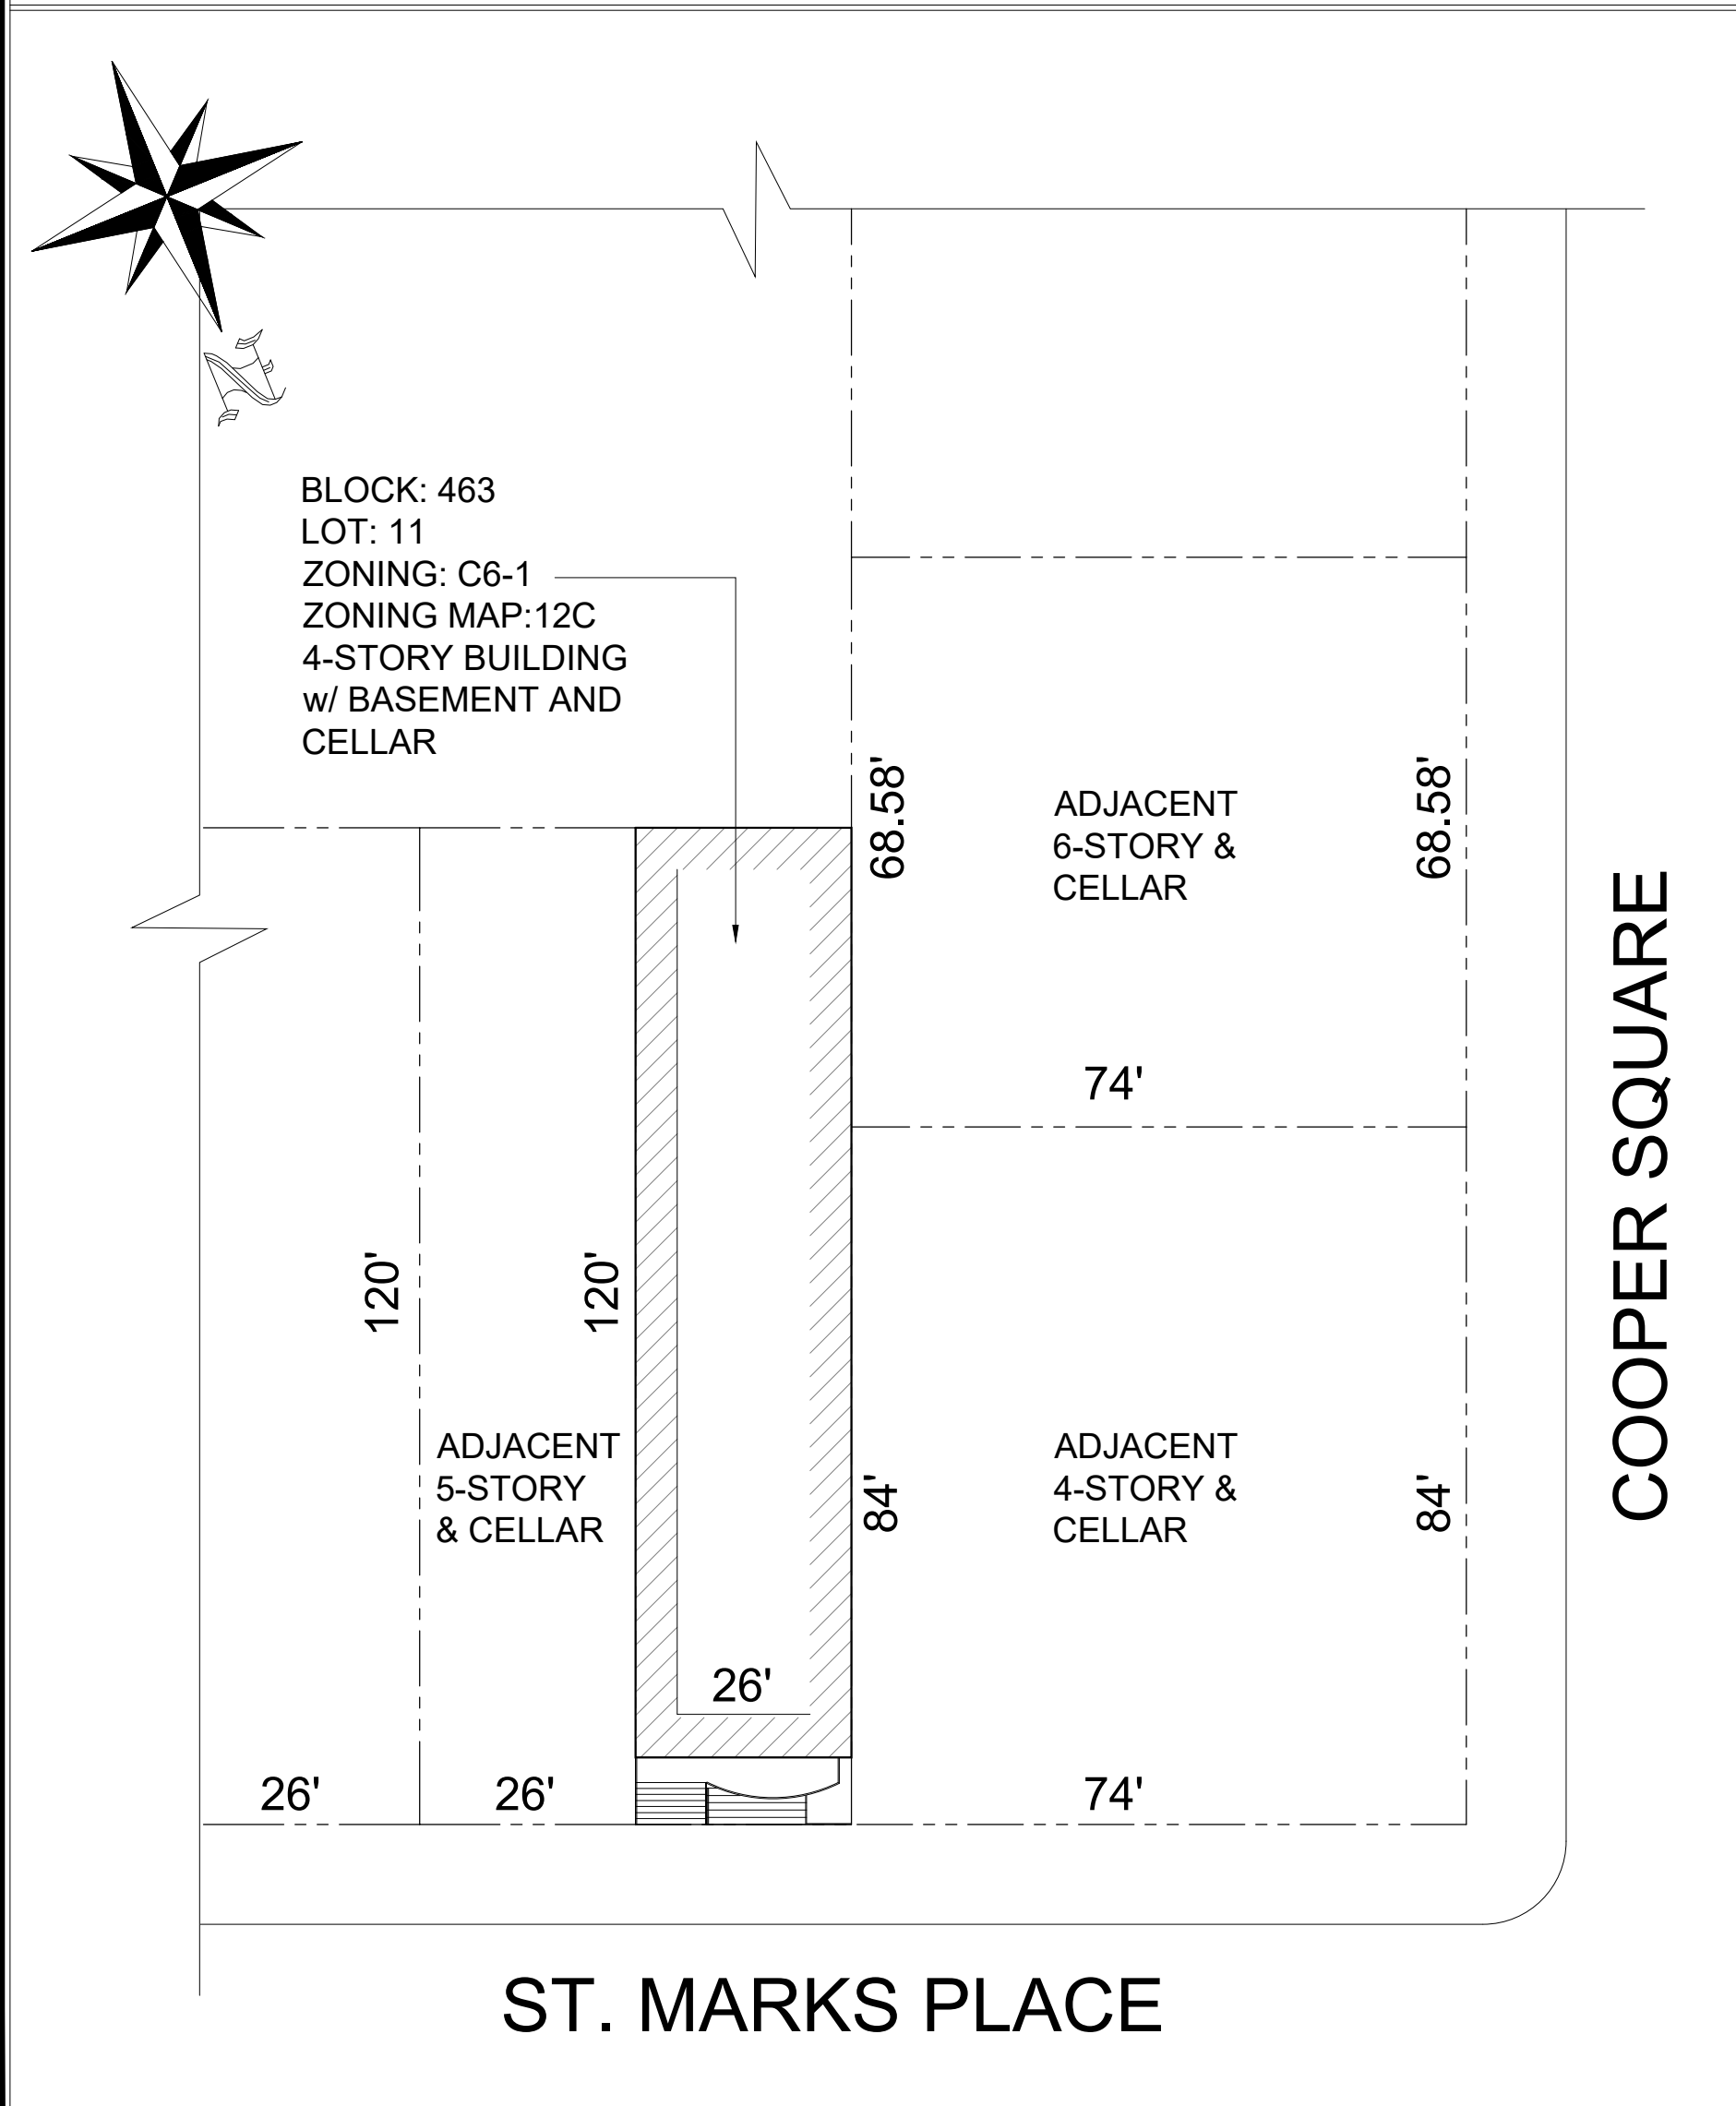 N
BLOCK: 463
LOT: 11
ZONING: C6-1
ZONING MAP:12C
4-STORY BUILDING
w/ BASEMENT AND
CELLAR
68.58'
ADJACENT
6-STORY &
CELLAR
68.58'
74'
COOPER SQUARE
120'
120'
ADJACENT
5-STORY
& CELLAR
84'
ADJACENT
4-STORY &
CELLAR
84'
26'
26'
26'
74'
ST. MARKS PLACE